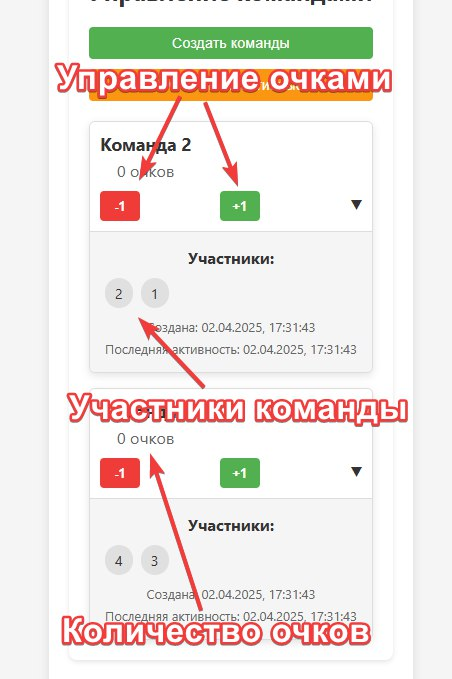 Создать команды
Управление очками
Команда 2
0 очков
-1
+1
▼
Участники:
2
1
Создана: 02.04.2025, 17:31:43
Последняя активность: 02.04.2025, 17:31:43
Участники команды
0 очков
-1
+1
▼
Участники:
4
3
Создана: 02.04.2025, 17:31:43
Последняя активность: 02.04.2025, 17:31:43
Количество очков